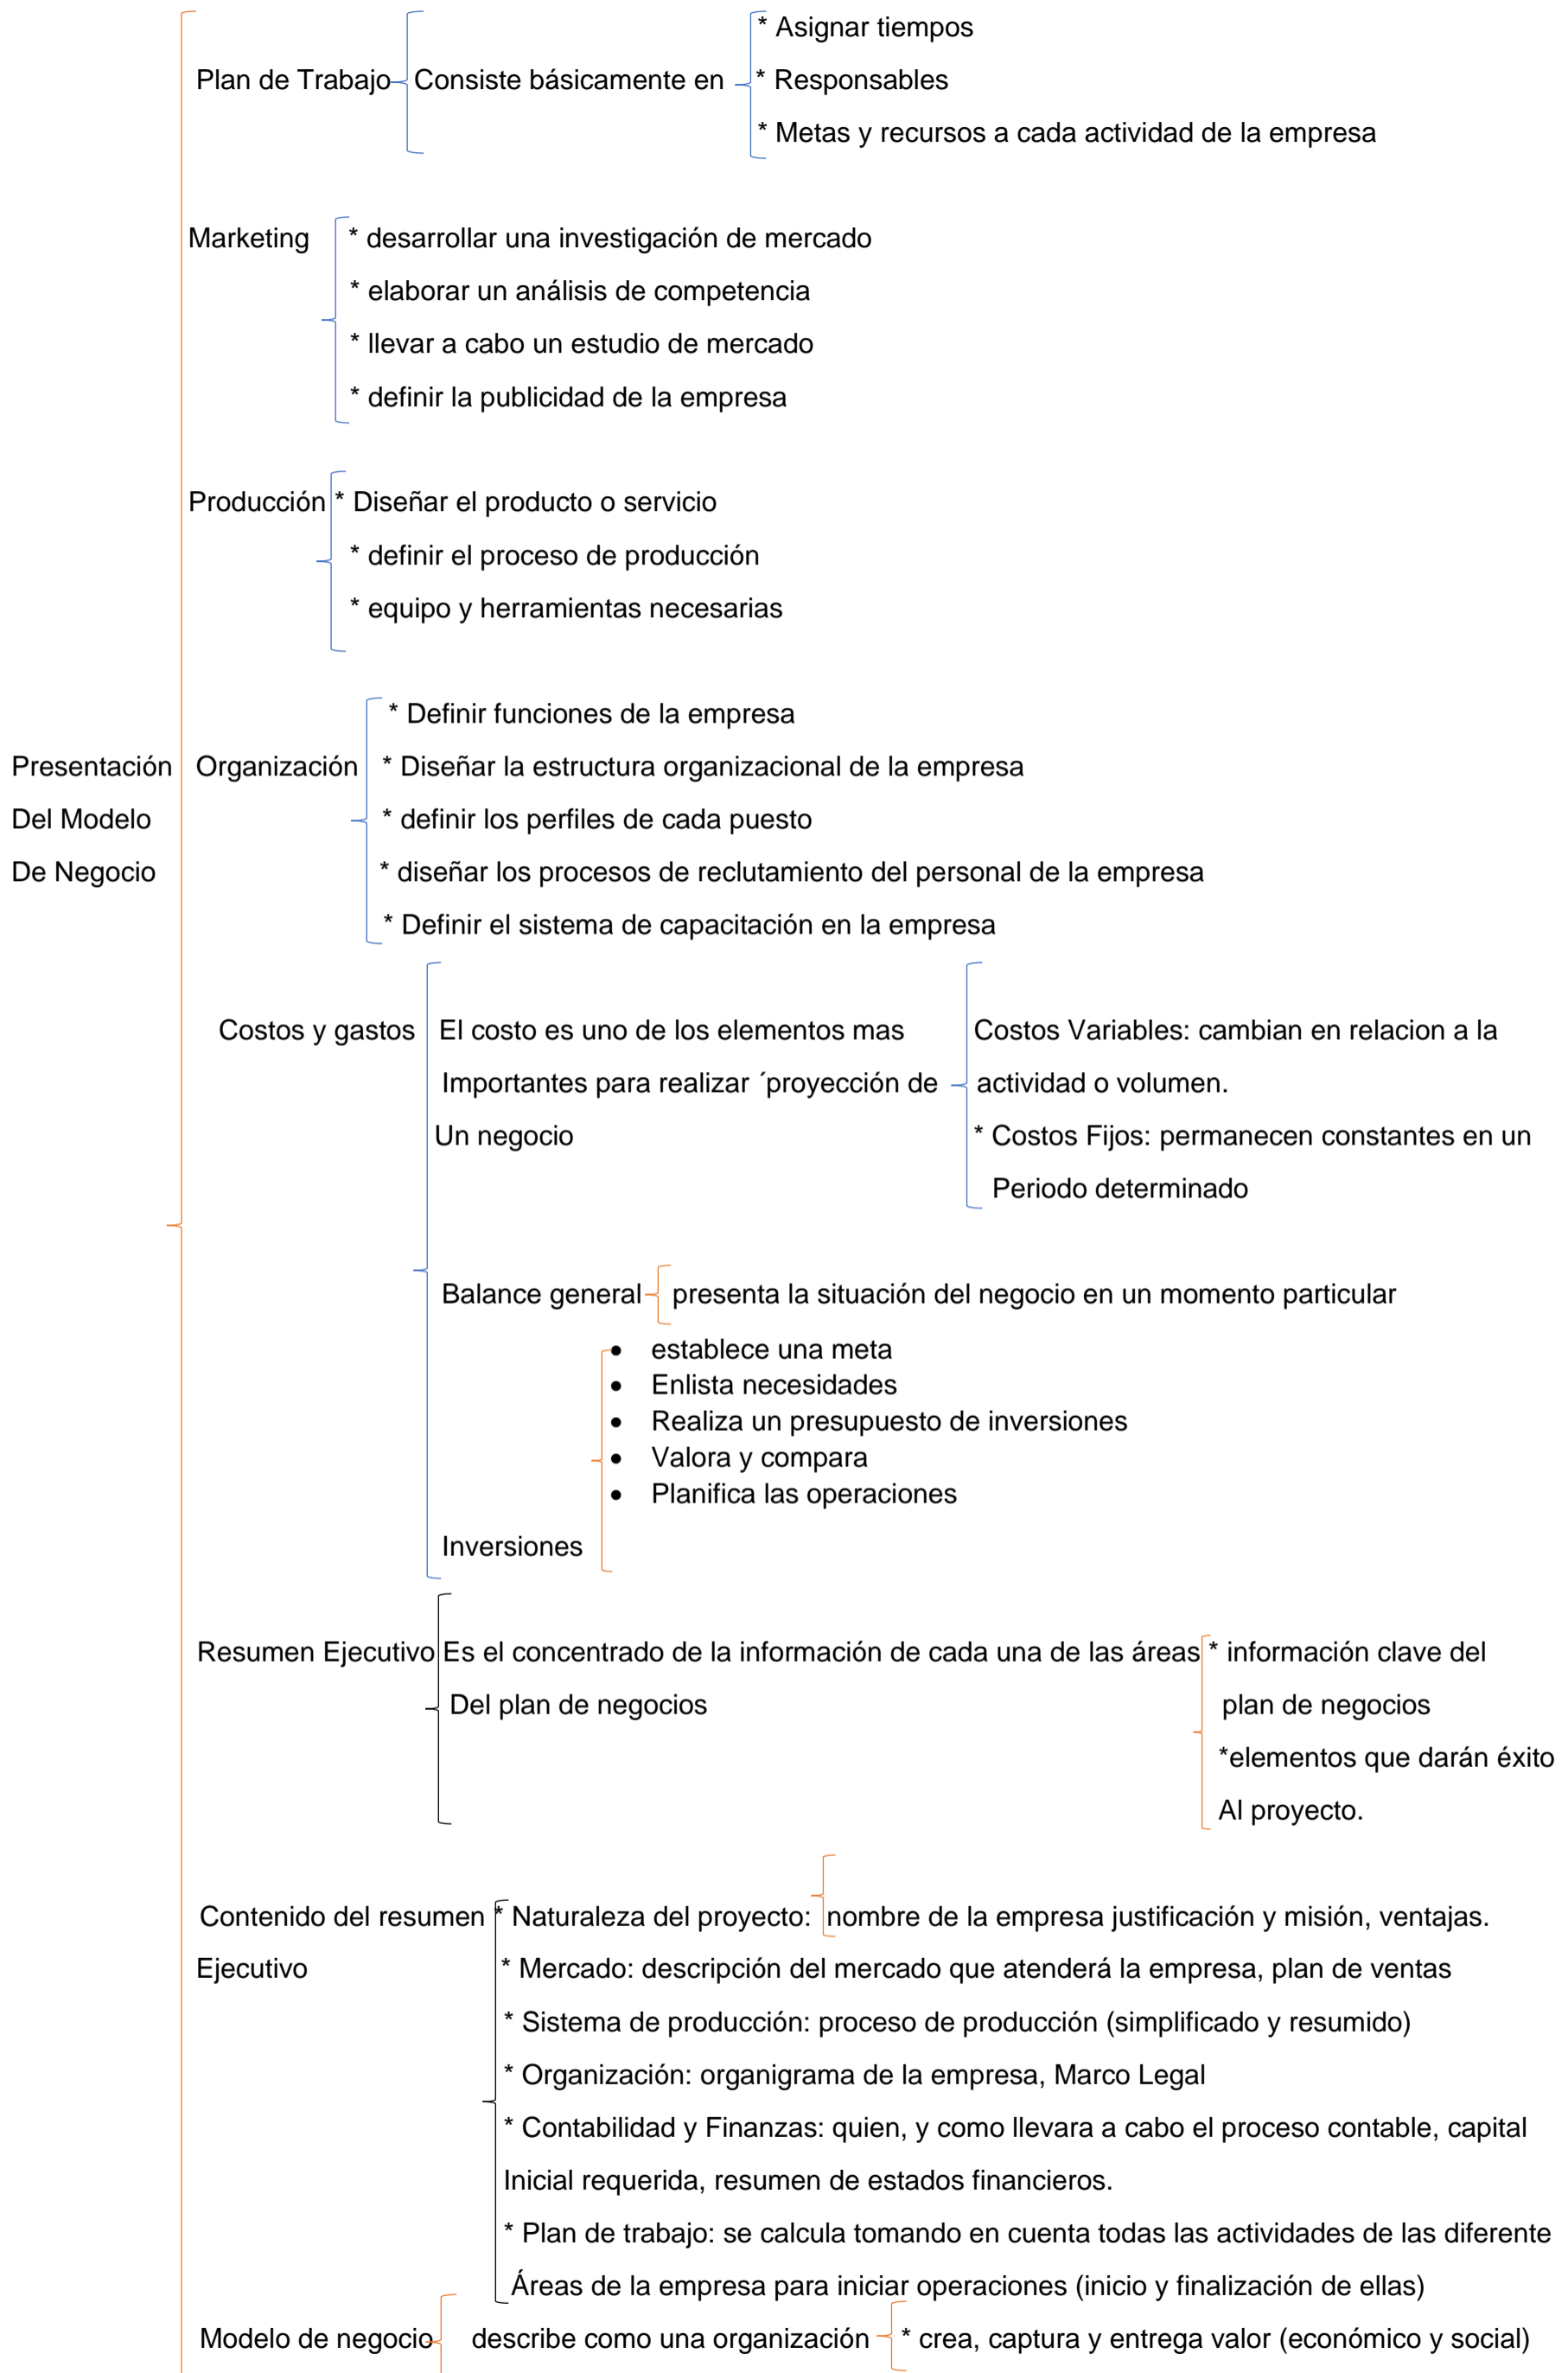 * Asignar tiempos
Plan de Trabajo Consiste básicamente en * Responsables
* Metas y recursos a cada actividad de la empresa
Marketing * desarrollar una investigación de mercado
* elaborar un análisis de competencia
* llevar a cabo un estudio de mercado
* definir la publicidad de la empresa
Producción * Diseñar el producto o servicio
* definir el proceso de producción
* equipo y herramientas necesarias
* Definir funciones de la empresa
Presentación Organización * Diseñar la estructura organizacional de la empresa
Del Modelo * definir los perfiles de cada puesto
De Negocio * diseñar los procesos de reclutamiento del personal de la empresa
* Definir el sistema de capacitación en la empresa
Costos y gastos El costo es uno de los elementos mas Costos Variables: cambian en relacion a la
Importantes para realizar ´proyección de actividad o volumen.
Un negocio * Costos Fijos: permanecen constantes en un
Periodo determinado
Balance general presenta la situación del negocio en un momento particular
● establece una meta
● Enlista necesidades
● Realiza un presupuesto de inversiones
● Valora y compara
● Planifica las operaciones
Inversiones
Resumen Ejecutivo Es el concentrado de la información de cada una de las áreas * información clave del
Del plan de negocios plan de negocios
*elementos que darán éxito
Al proyecto.
Contenido del resumen * Naturaleza del proyecto: nombre de la empresa justificación y misión, ventajas.
Ejecutivo * Mercado: descripción del mercado que atenderá la empresa, plan de ventas
* Sistema de producción: proceso de producción (simplificado y resumido)
* Organización: organigrama de la empresa, Marco Legal
* Contabilidad y Finanzas: quien, y como llevara a cabo el proceso contable, capital
Inicial requerida, resumen de estados financieros.
* Plan de trabajo: se calcula tomando en cuenta todas las actividades de las diferente
Áreas de la empresa para iniciar operaciones (inicio y finalización de ellas)
Modelo de negocio describe como una organización * crea, captura y entrega valor (económico y social)